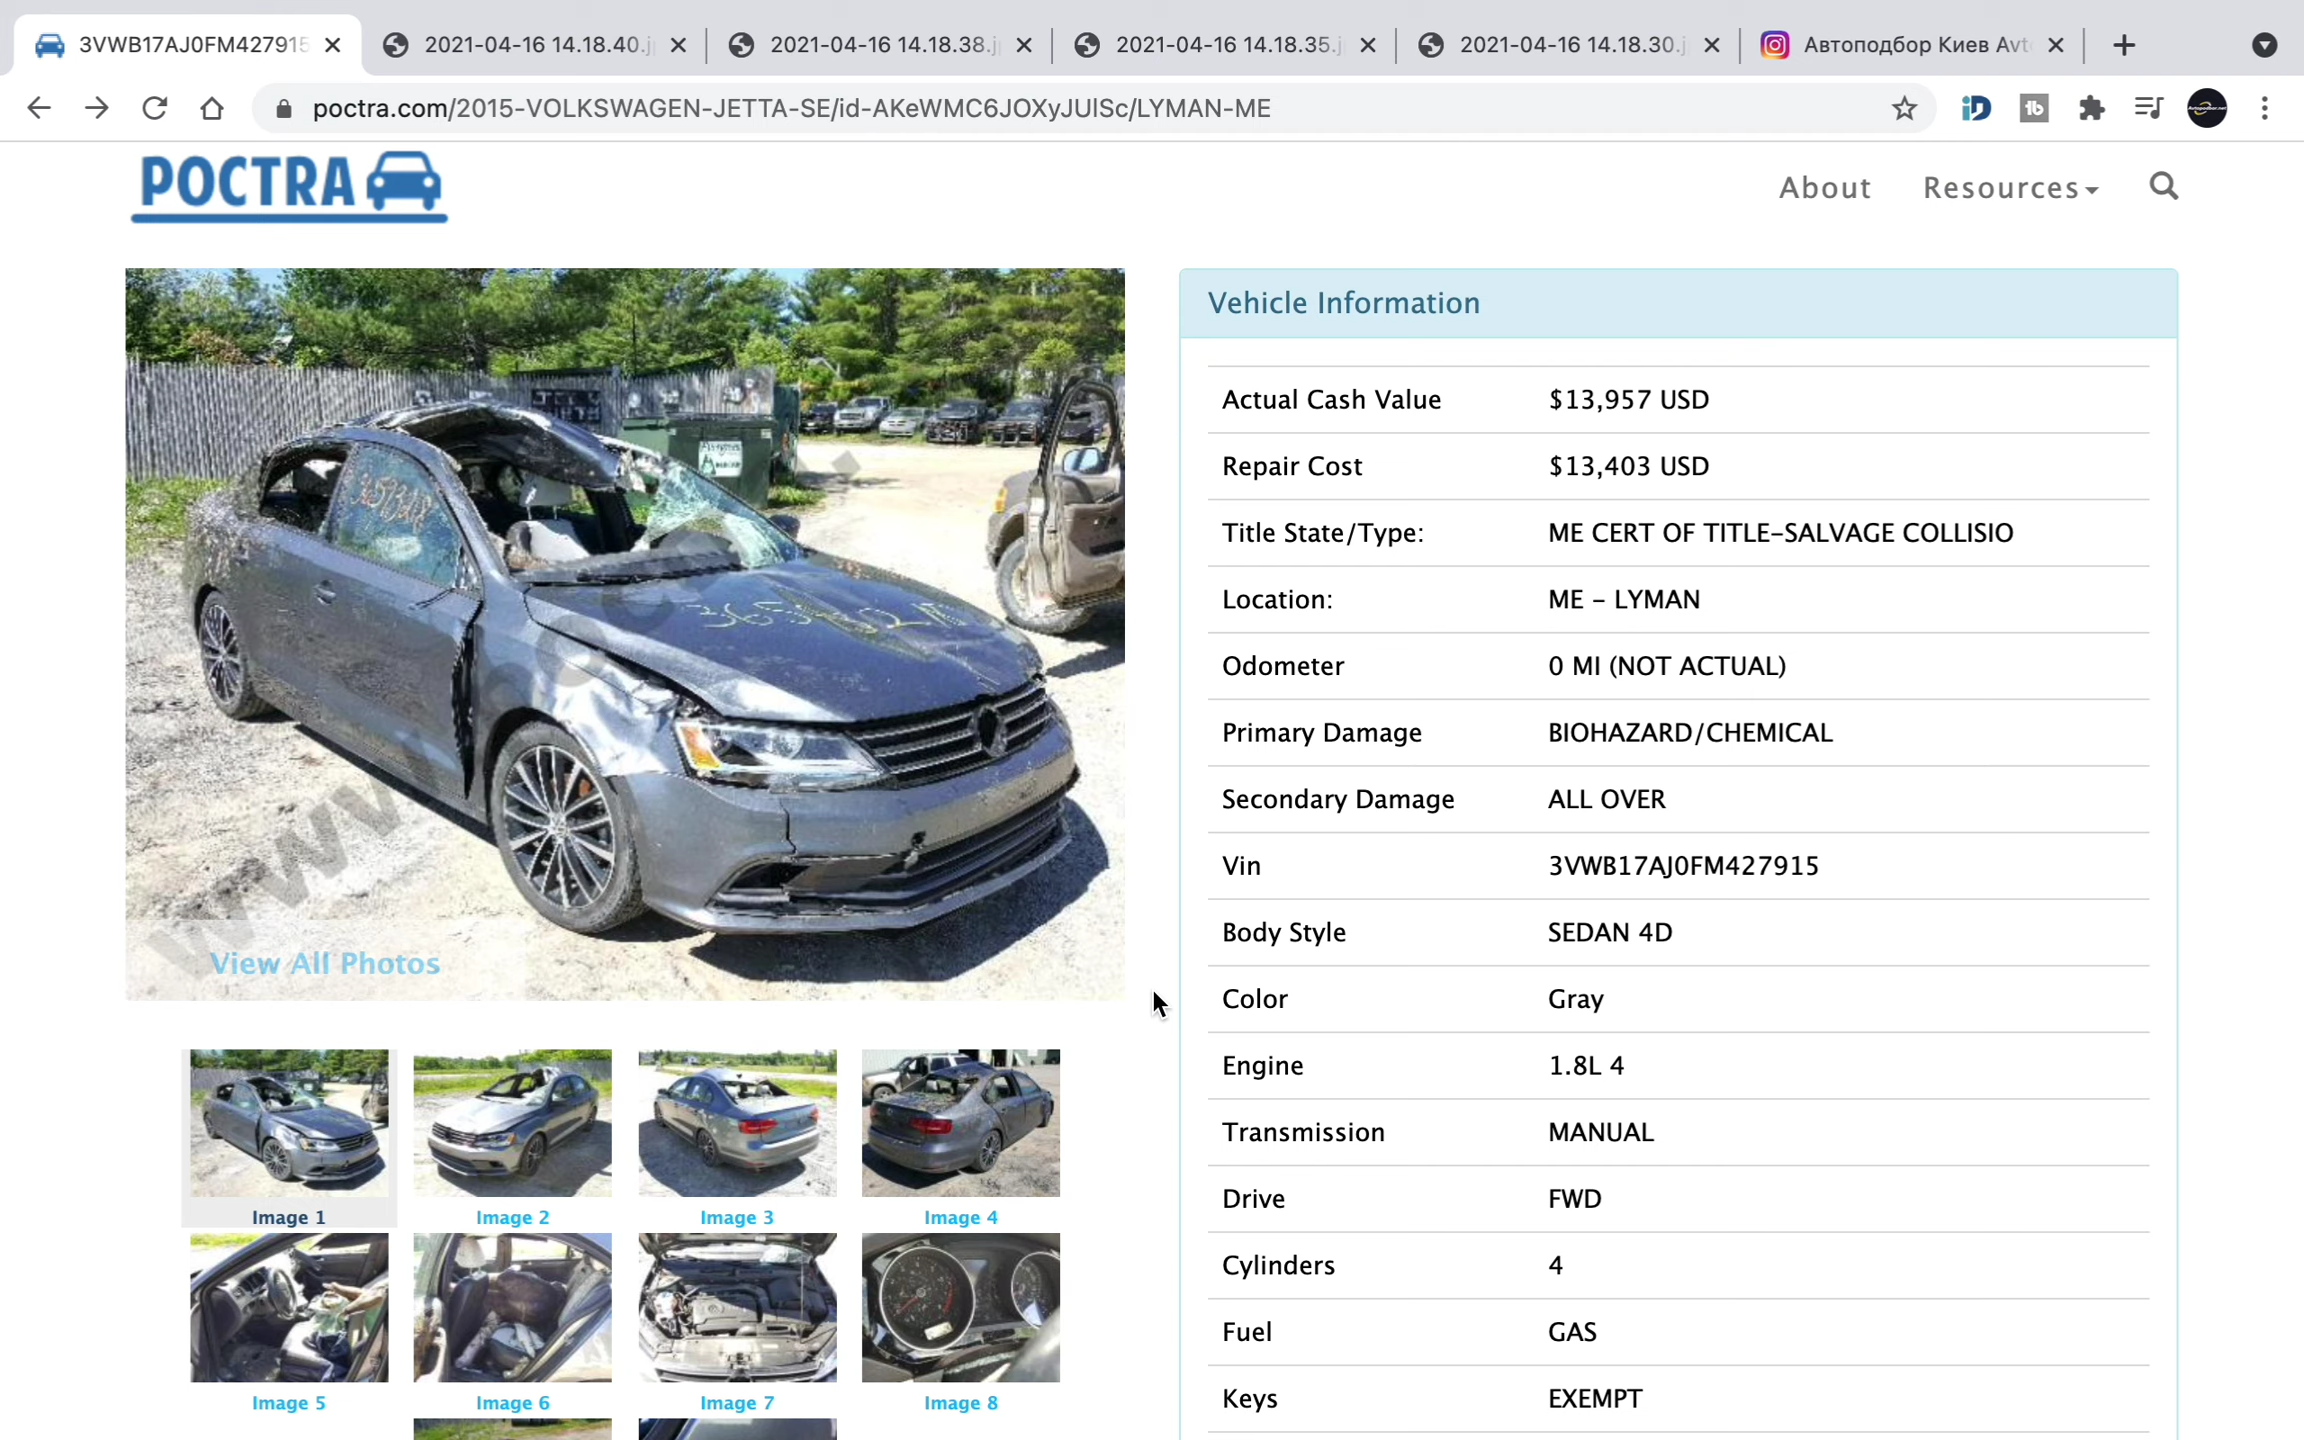 3VWB17AJ0FM427915
2021-04-16 14.18.40.j
2021-04-16 14.18.38.j
2021-04-16 14.18.35.j
2021-04-16 14.18.30.j
Автоподбор Киев Avt
poctra.com/2015-VOLKSWAGEN-JETTA-SE/id-AKeWMC6JOXyJUlSc/LYMAN-ME
POCTRA
About
Resources
View All Photos
Image 1
Image 2
Image 3
Image 4
Image 5
Image 6
Image 7
Image 8
Vehicle Information
Actual Cash Value $13,957 USD
Repair Cost $13,403 USD
Title State/Type: ME CERT OF TITLE-SALVAGE COLLISIO
Location: ME - LYMAN
Odometer 0 MI (NOT ACTUAL)
Primary Damage BIOHAZARD/CHEMICAL
Secondary Damage ALL OVER
Vin 3VWB17AJ0FM427915
Body Style SEDAN 4D
Color Gray
Engine 1.8L 4
Transmission MANUAL
Drive FWD
Cylinders 4
Fuel GAS
Keys EXEMPT